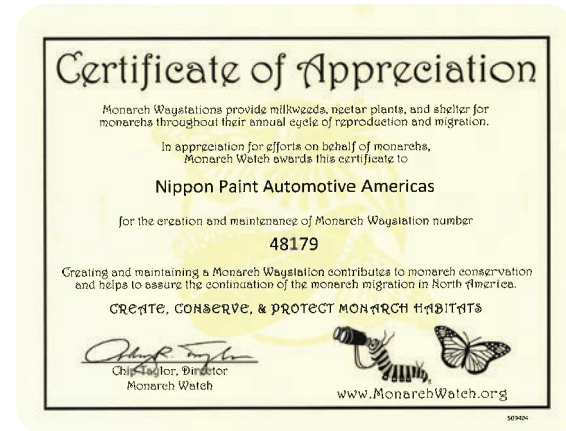 Certificate of Appreciation
Monarch Waystations provide milkweeds, nectar plants, and shelter for
monarchs throughout their annual cycle of reproduction and migration.
In appreciation for efforts on behalf of monarchs,
Monarch Watch awards this certificate to
Nippon Paint Automotive Americas
for the creation and maintenance of Monarch Waystation number
48179
Creating and maintaining a Monarch Waystation contributes to monarch conservation
and helps to assure the continuation of the monarch migration in North America.
CREATE, CONSERVE, & PROTECT MONARCH HABITATS
Chip Taylor, Director
Monarch Watch
www.MonarchWatch.org
S09404